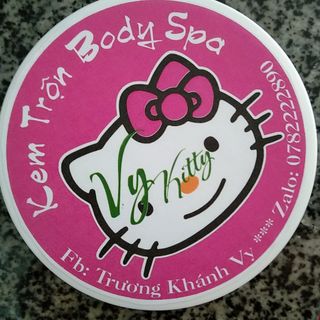 Kem Trộn Body Spa
Vy Kitty
Fb: Trương Khánh Vy *** Zalo: 0782222890